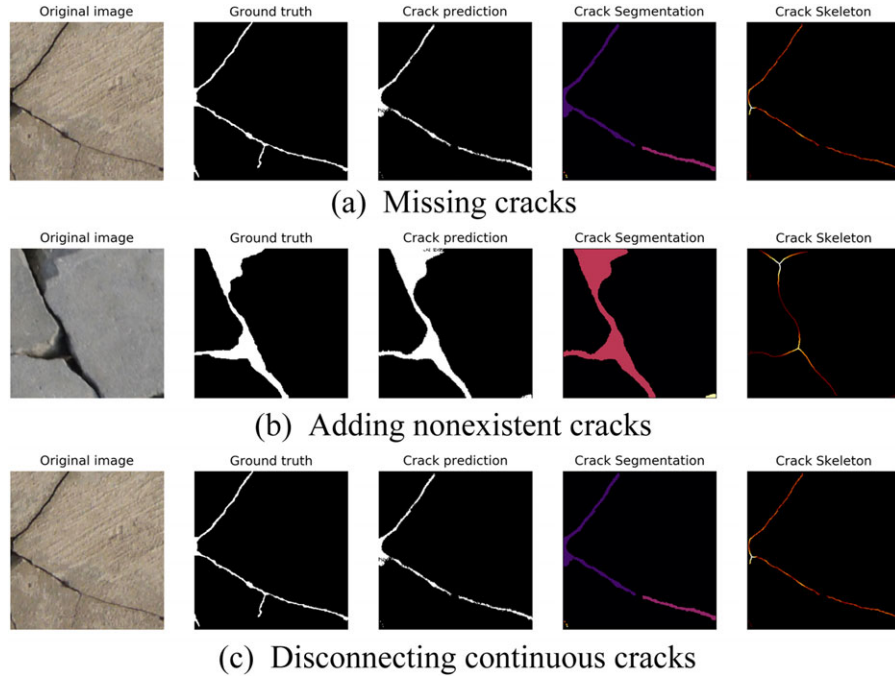 Original image Ground truth Crack prediction Crack Segmentation Crack Skeleton
(a) Missing cracks
Original image Ground truth Crack prediction Crack Segmentation Crack Skeleton
(b) Adding nonexistent cracks
Original image Ground truth Crack prediction Crack Segmentation Crack Skeleton
(c) Disconnecting continuous cracks